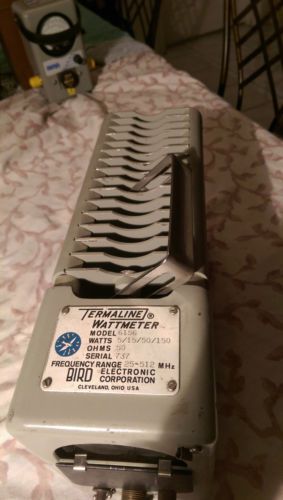 TERMALINE®
WATTMETER
MODEL 6156
WATTS 5/15/50/150
OHMS 50
SERIAL 737
FREQUENCY RANGE 25-512 MHz
BIRD ELECTRONIC CORPORATION
CLEVELAND, OHIO USA